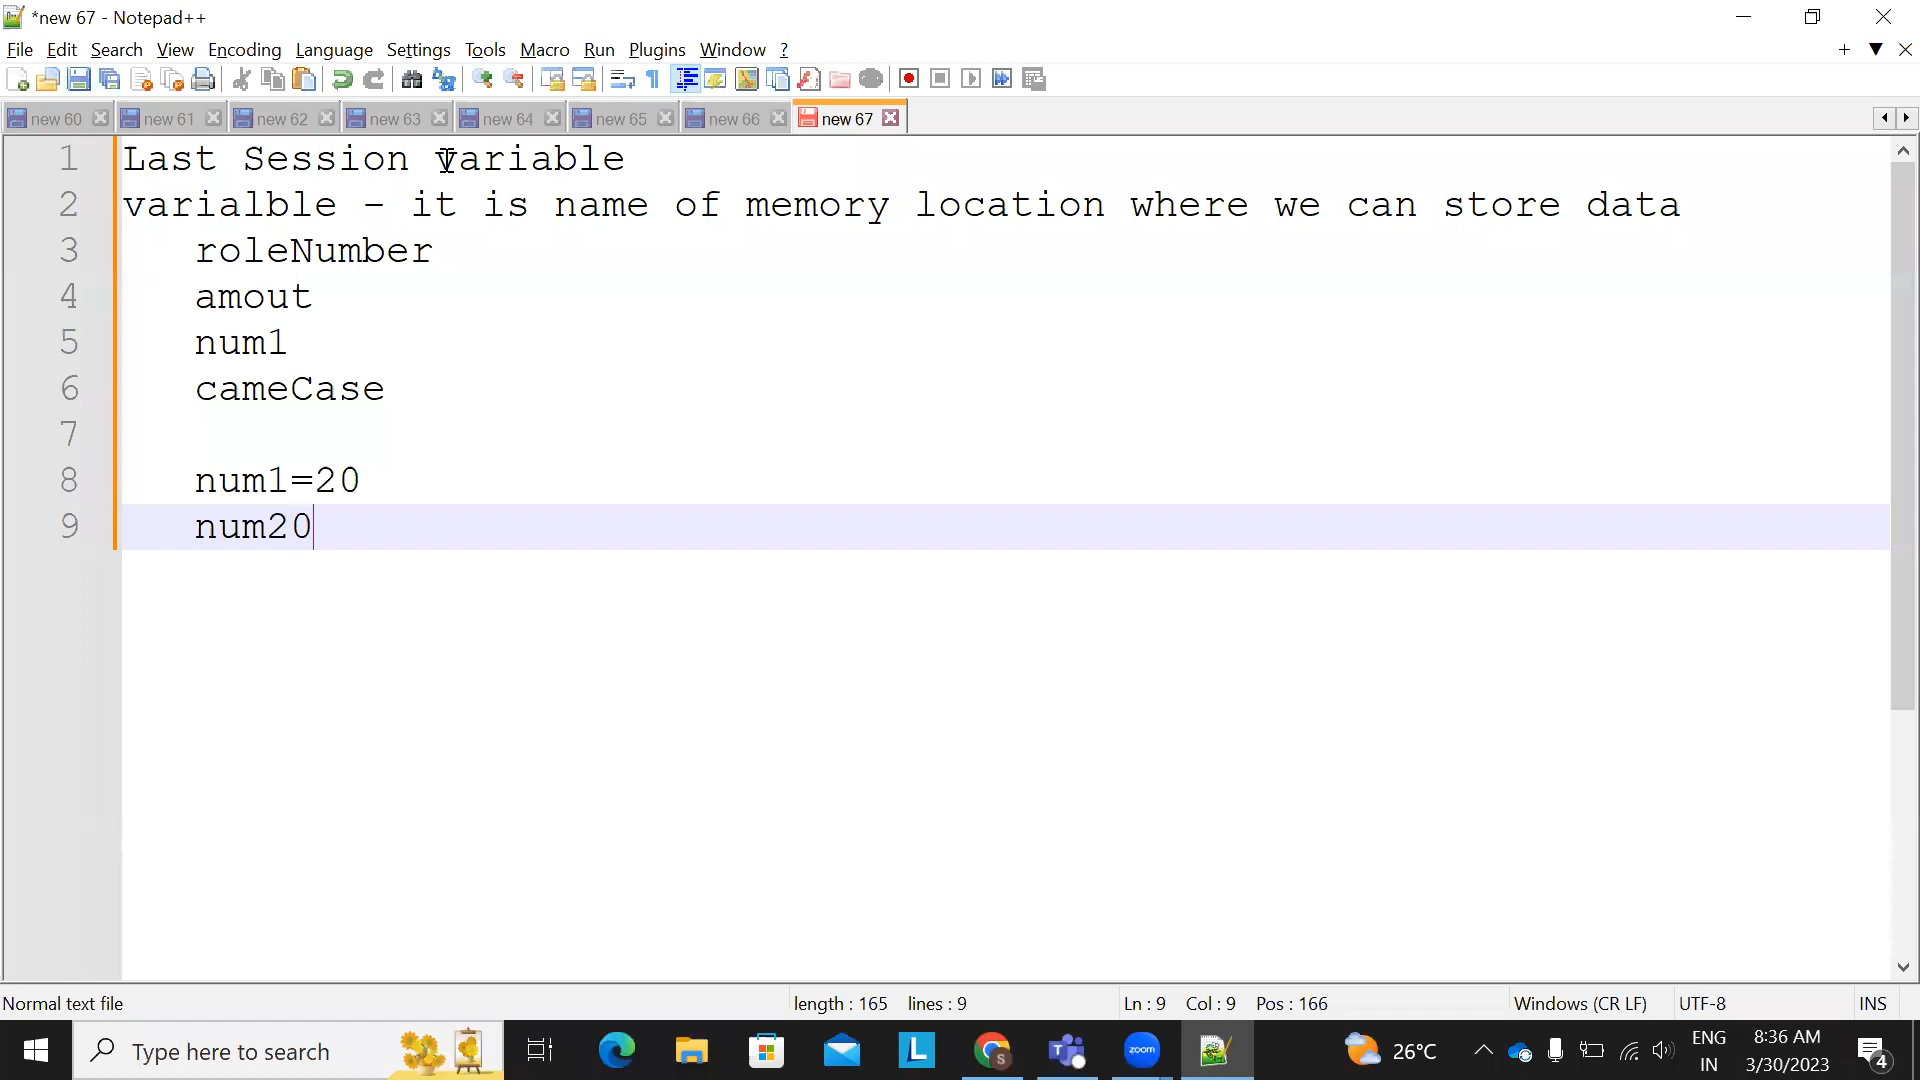 *new 67 - Notepad++
File Edit Search View Encoding Language Settings Tools Macro Run Plugins Window ?
new 60 new 61 new 62 new 63 new 64 new 65 new 66 new 67
1 Last Session variable
2 varialble - it is name of memory location where we can store data
3 roleNumber
4 amout
5 num1
6 cameCase
7
8 num1=20
9 num20
Normal text file length : 165 lines : 9 Ln : 9 Col : 9 Pos : 166 Windows (CR LF) UTF-8 INS
Type here to search L zoom 26°C ENG 8:36 AM
IN 3/30/2023 4